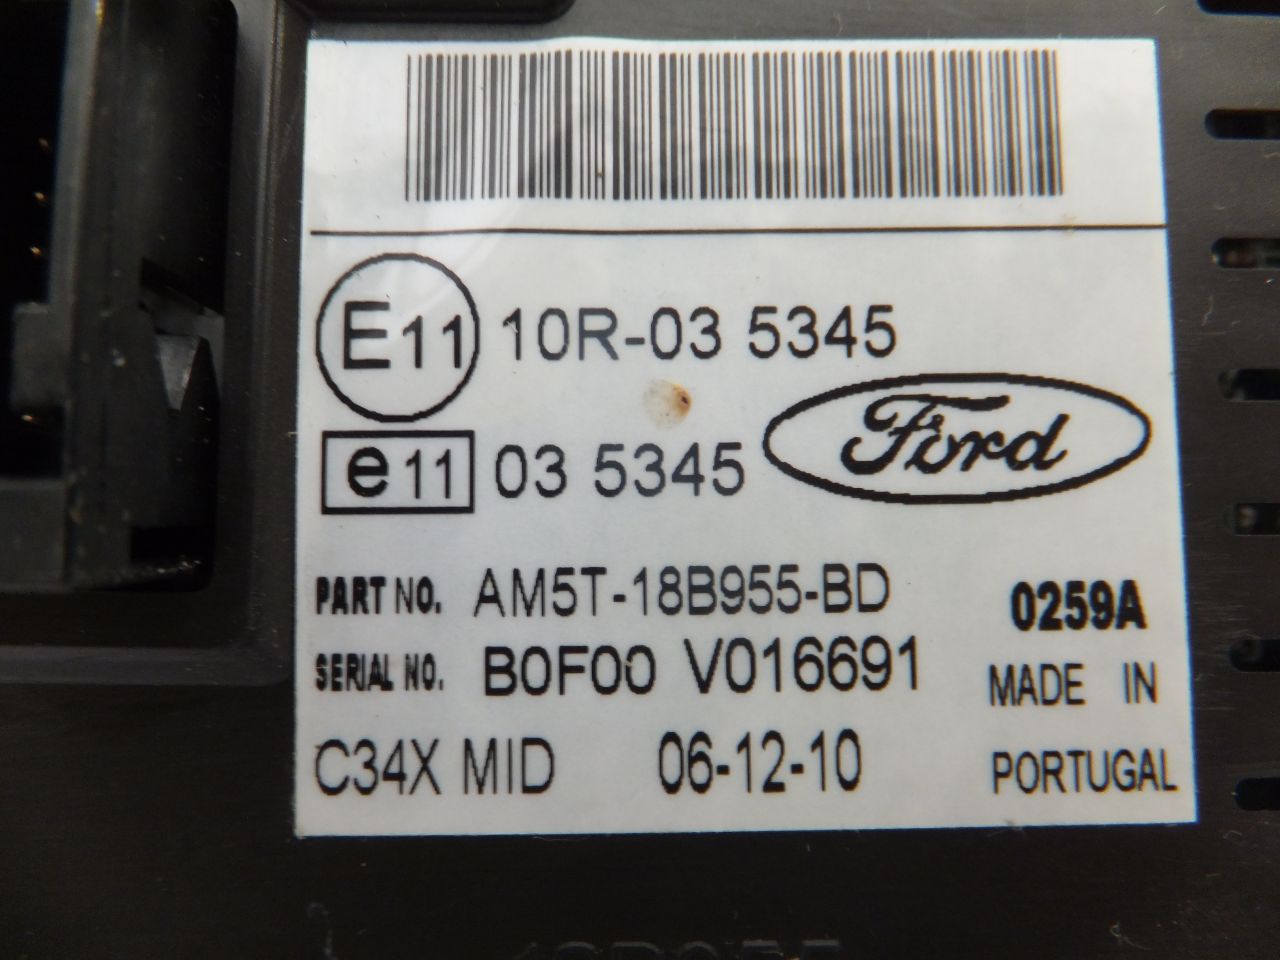 E11 10R-03 5345
Ford
e11 03 5345
PART NO. AM5T-18B955-BD 0259A
SERIAL NO. B0F00 V016691 MADE IN
C34X MID 06-12-10 PORTUGAL